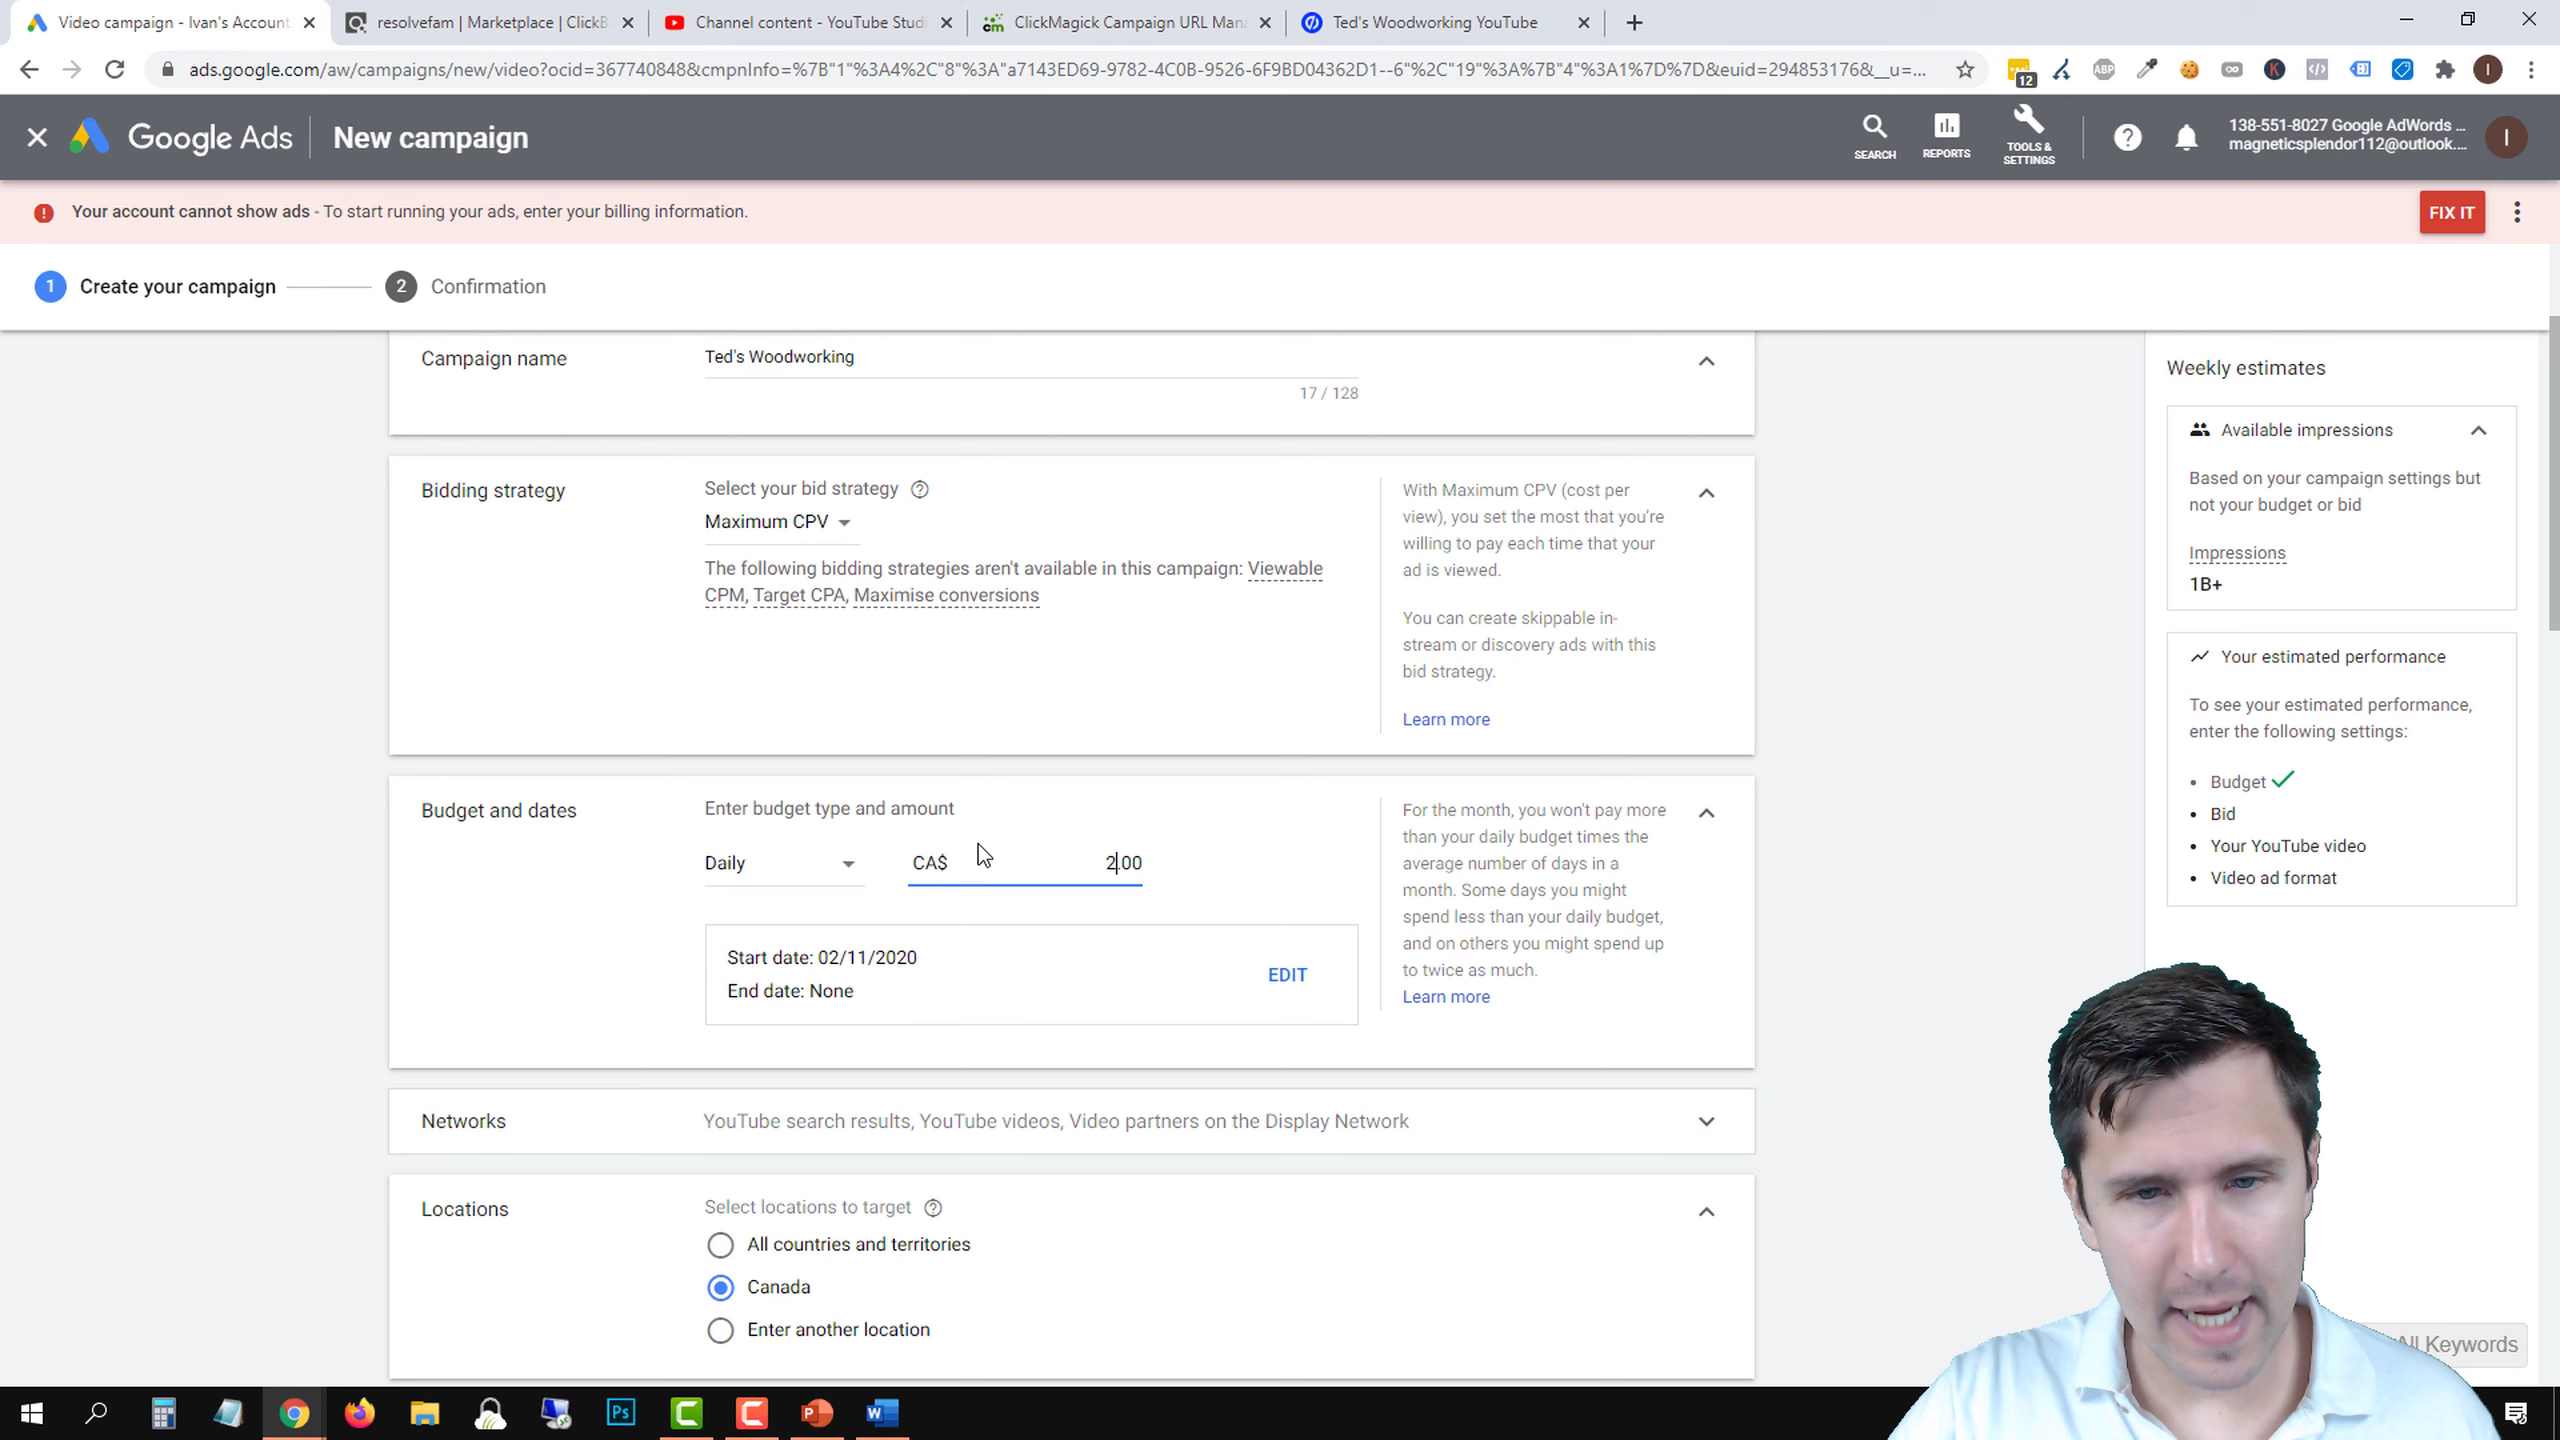 Video campaign - Ivan's Account
resolvefam | Marketplace | ClickB
Channel content - YouTube Studi
ClickMagick Campaign URL Mana
Ted's Woodworking YouTube
ads.google.com/aw/campaigns/new/video?ocid=367740848&cmpnInfo=%7B"1"%3A4%2C"8"%3A"a7143ED69-9782-4C0B-9526-6F9BD04362D1--6"%2C"19"%3A%7B"4"%3A1%7D%7D&euid=294853176&__u=...
ABP
12
K
I
Google Ads
New campaign
SEARCH
REPORTS
TOOLS &
SETTINGS
138-551-8027 Google AdWords ...
magneticsplendor112@outlook....
I
Your account cannot show ads - To start running your ads, enter your billing information.
FIX IT
1 Create your campaign
2 Confirmation
Campaign name
Ted's Woodworking
17 / 128
Bidding strategy
Select your bid strategy
Maximum CPV
The following bidding strategies aren't available in this campaign: Viewable
CPM, Target CPA, Maximise conversions
With Maximum CPV (cost per
view), you set the most that you're
willing to pay each time that your
ad is viewed.
You can create skippable in-
stream or discovery ads with this
bid strategy.
Learn more
Budget and dates
Enter budget type and amount
Daily
CA$
2.00
Start date: 02/11/2020
End date: None
EDIT
For the month, you won't pay more
than your daily budget times the
average number of days in a
month. Some days you might
spend less than your daily budget,
and on others you might spend up
to twice as much.
Learn more
Networks
YouTube search results, YouTube videos, Video partners on the Display Network
Locations
Select locations to target
All countries and territories
Canada
Enter another location
Weekly estimates
Available impressions
Based on your campaign settings but
not your budget or bid
Impressions
1B+
Your estimated performance
To see your estimated performance,
enter the following settings:
• Budget
• Bid
• Your YouTube video
• Video ad format
All Keywords
Ps